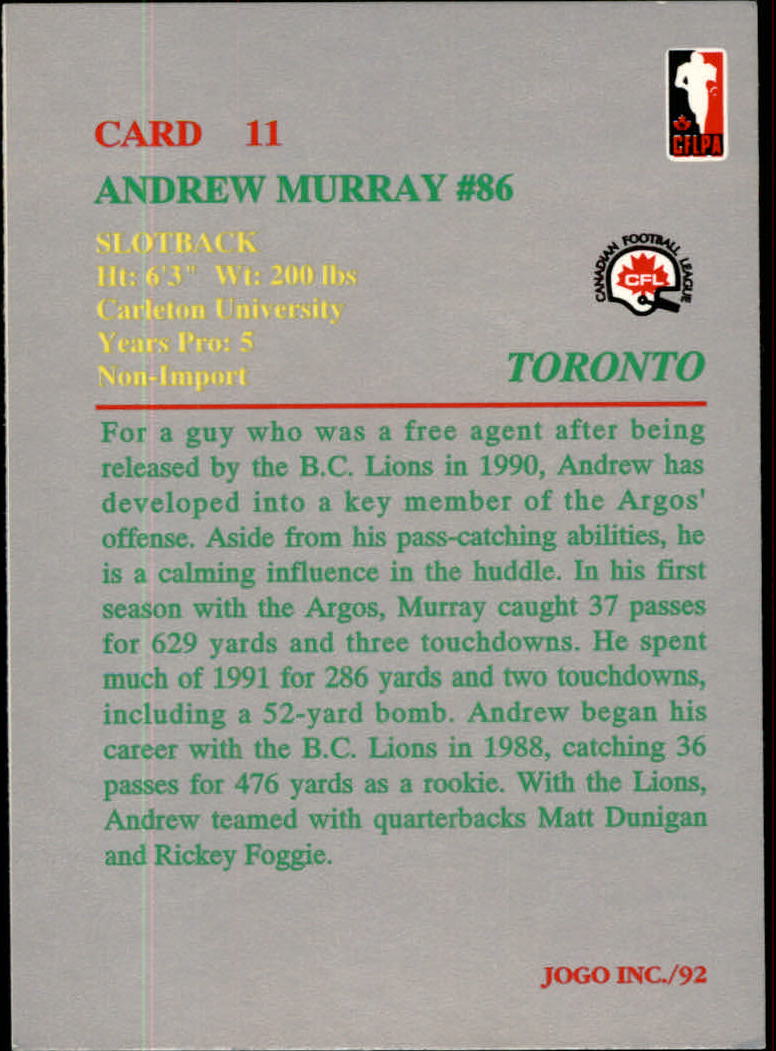 CFLPA
CARD 11
ANDREW MURRAY #86
SLOTBACK
Ht: 6'3" Wt: 200 lbs
Carleton University
Years Pro: 5
Non-Import
CANADIAN FOOTBALL LEAGUE
CFL
TORONTO
For a guy who was a free agent after being
released by the B.C. Lions in 1990, Andrew has
developed into a key member of the Argos'
offense. Aside from his pass-catching abilities, he
is a calming influence in the huddle. In his first
season with the Argos, Murray caught 37 passes
for 629 yards and three touchdowns. He spent
much of 1991 for 286 yards and two touchdowns,
including a 52-yard bomb. Andrew began his
career with the B.C. Lions in 1988, catching 36
passes for 476 yards as a rookie. With the Lions,
Andrew teamed with quarterbacks Matt Dunigan
and Rickey Foggie.
JOGO INC./92